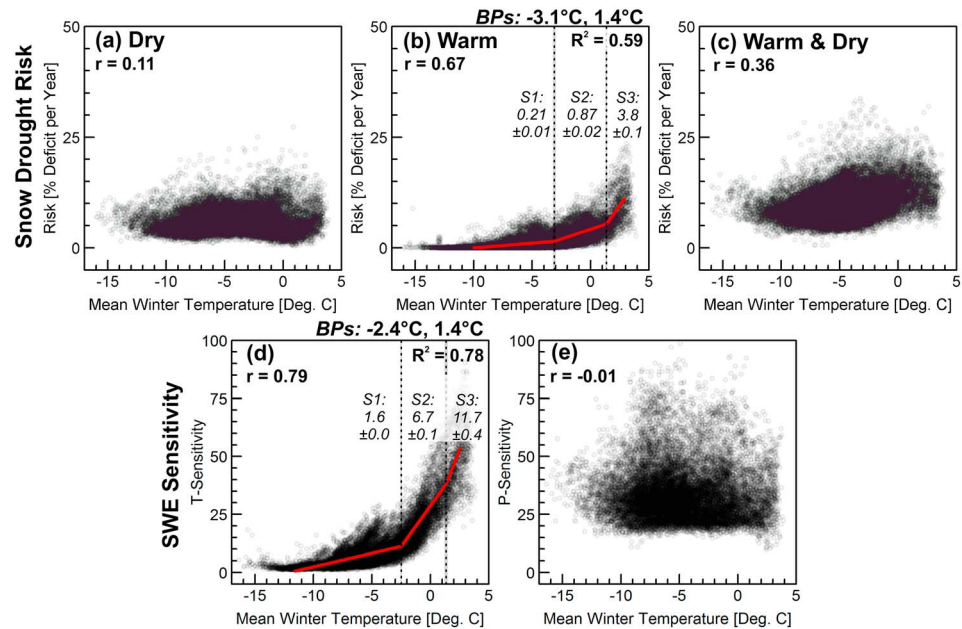 BPs: -3.1°C, 1.4°C
Snow Drought Risk
(a) Dry
r = 0.11
Risk [% Deficit per Year]
50
25
0
-15 -10 -5 0 5
Mean Winter Temperature [Deg. C]
(b) Warm
R² = 0.59
r = 0.67
S1: S2: S3:
0.21 0.87 3.8
±0.01 ±0.02 ±0.1
Risk [% Deficit per Year]
50
25
0
-15 -10 -5 0 5
Mean Winter Temperature [Deg. C]
(c) Warm & Dry
r = 0.36
Risk [% Deficit per Year]
50
25
0
-15 -10 -5 0 5
Mean Winter Temperature [Deg. C]
BPs: -2.4°C, 1.4°C
SWE Sensitivity
(d)
R² = 0.78
r = 0.79
S1: S2: S3:
1.6 6.7 11.7
±0.0 ±0.1 ±0.4
T-Sensitivity
100
75
50
25
0
-15 -10 -5 0 5
Mean Winter Temperature [Deg. C]
(e)
r = -0.01
P-Sensitivity
100
75
50
25
0
-15 -10 -5 0 5
Mean Winter Temperature [Deg. C]